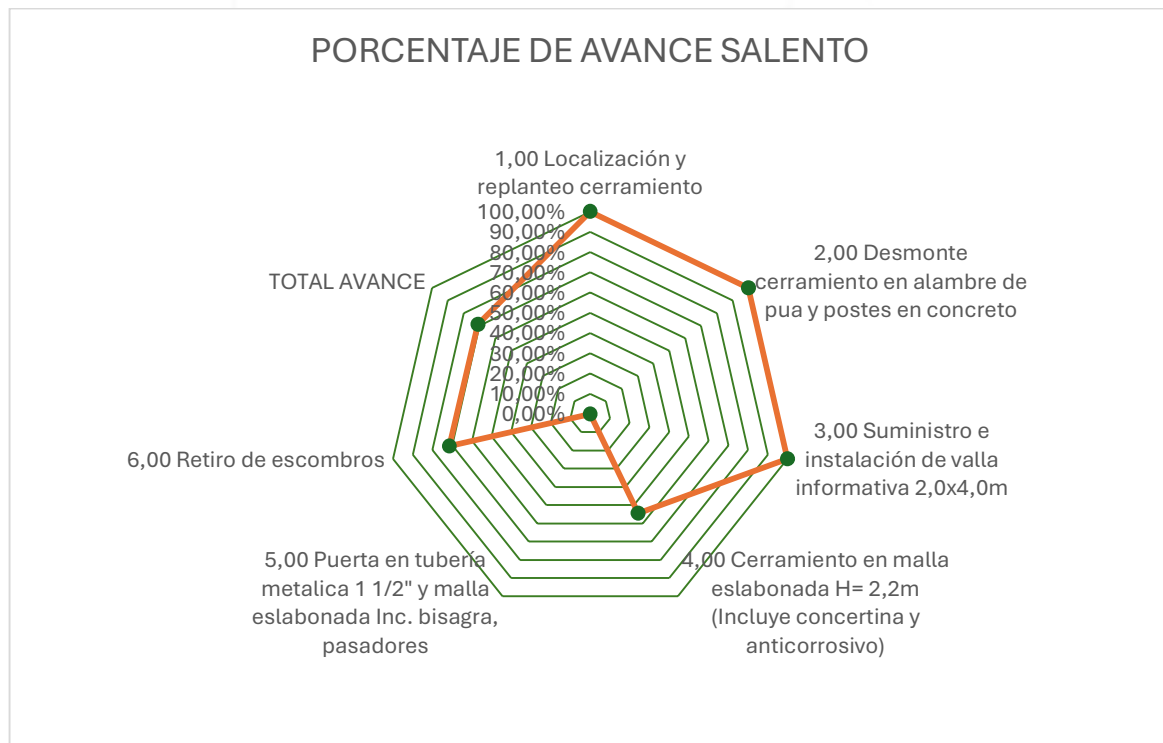 PORCENTAJE DE AVANCE SALENTO
1,00 Localización y
replanteo cerramiento
100,00%
90,00%
80,00%
70,00%
60,00%
50,00%
40,00%
30,00%
20,00%
10,00%
0,00%
2,00 Desmonte
cerramiento en alambre de
pua y postes en concreto
3,00 Suministro e
instalación de valla
informativa 2,0x4,0m
4,00 Cerramiento en malla
eslabonada H= 2,2m
(Incluye concertina y
anticorrosivo)
5,00 Puerta en tubería
metalica 1 1/2" y malla
eslabonada Inc. bisagra,
pasadores
6,00 Retiro de escombros
TOTAL AVANCE